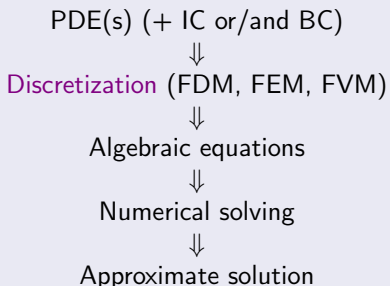 PDE(s) (+ IC or/and BC)
⇓
Discretization (FDM, FEM, FVM)
⇓
Algebraic equations
⇓
Numerical solving
⇓
Approximate solution